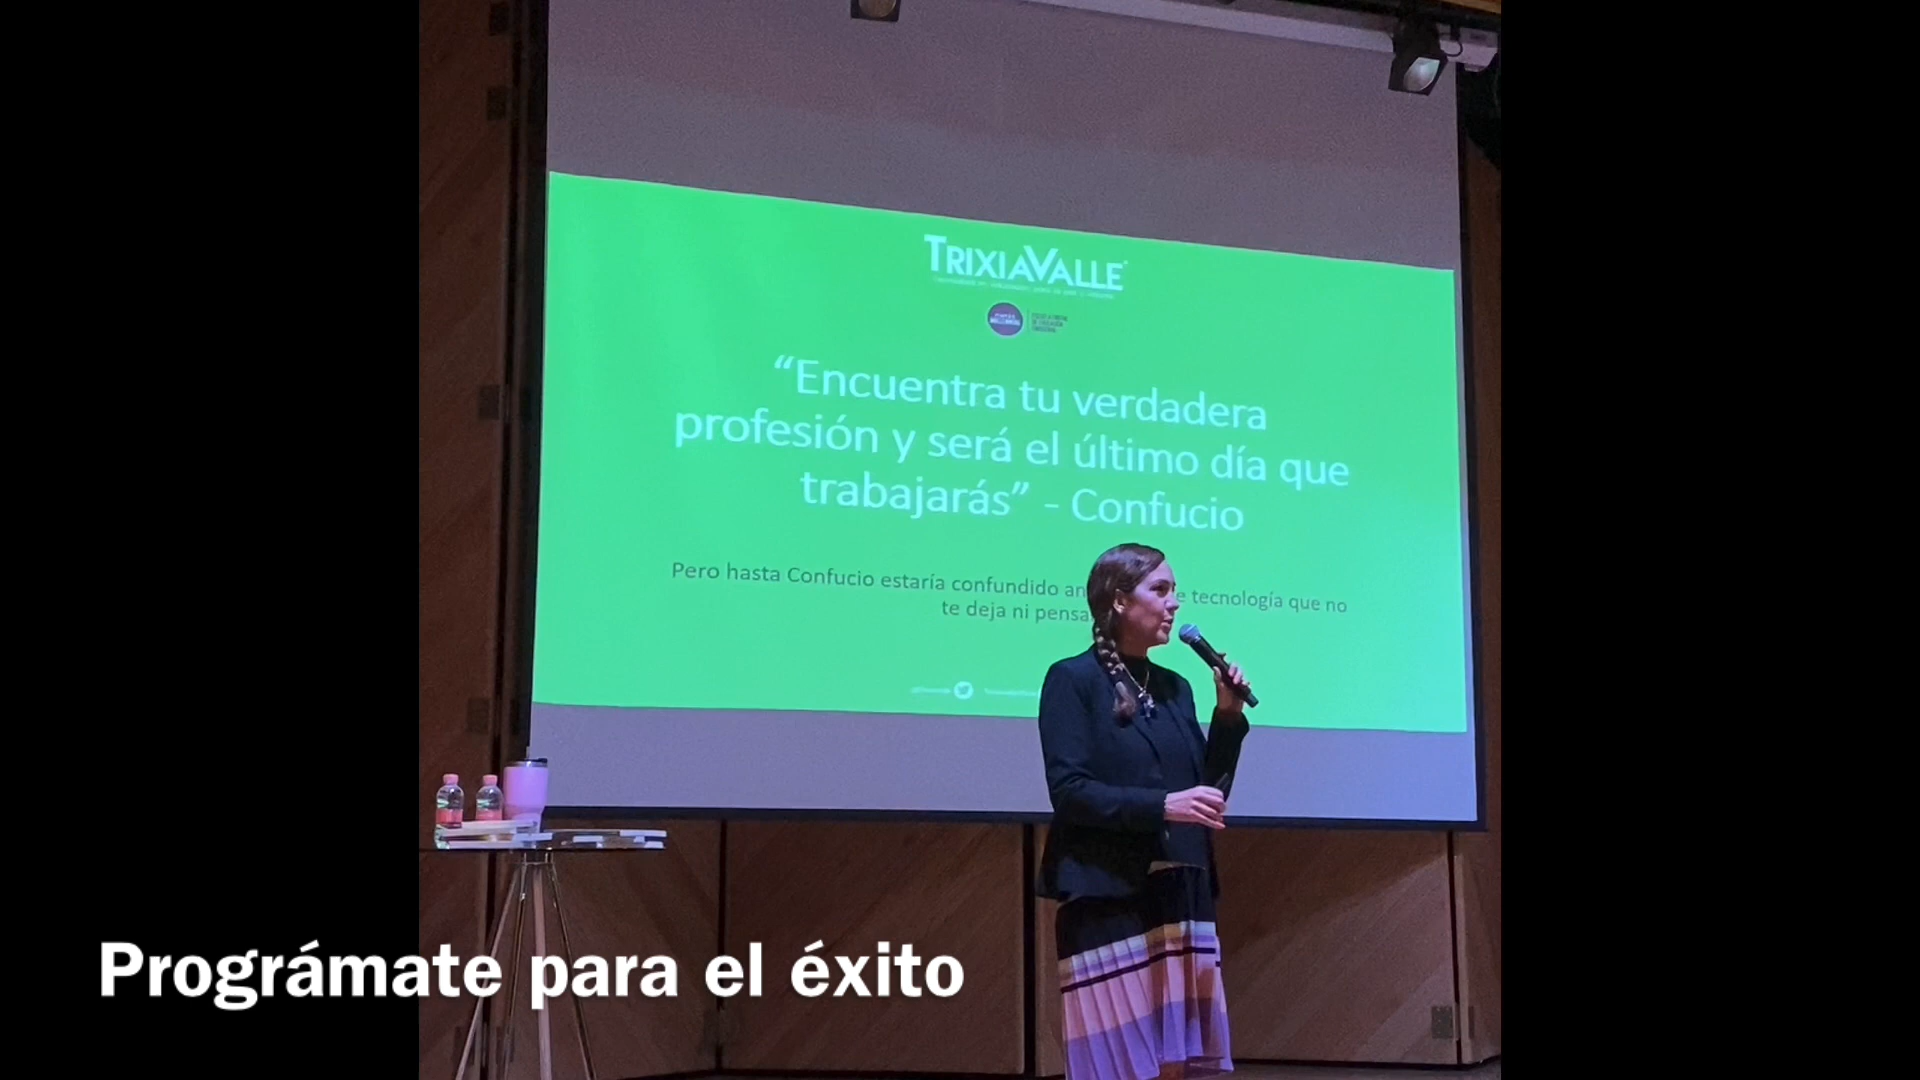 TRIXIAVALLE
“Encuentra tu verdadera
profesión y será el último día que
trabajarás” - Confucio
Pero hasta Confucio estaría confundido an e tecnología que no
te deja ni pensa
Prográmate para el éxito